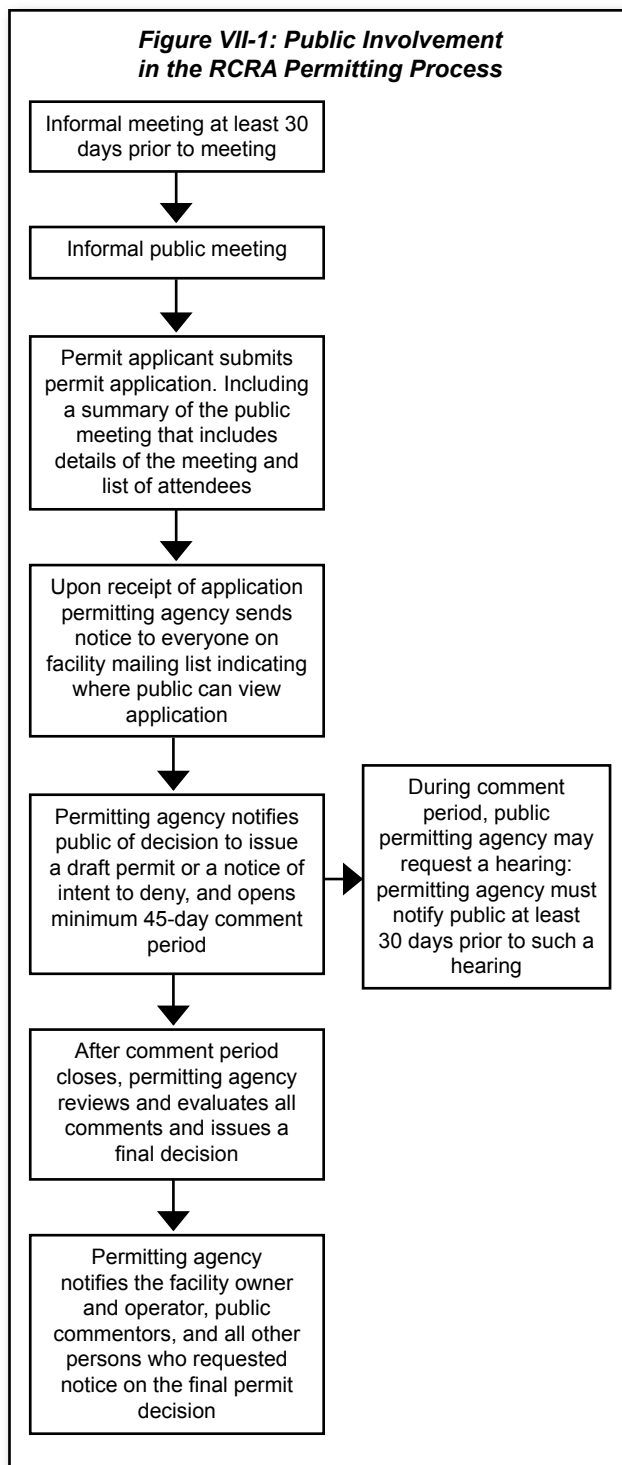 Figure VII-1: Public Involvement
in the RCRA Permitting Process
Informal meeting at least 30
days prior to meeting
Informal public meeting
Permit applicant submits
permit application. Including
a summary of the public
meeting that includes
details of the meeting and
list of attendees
Upon receipt of application
permitting agency sends
notice to everyone on
facility mailing list indicating
where public can view
application
Permitting agency notifies
public of decision to issue
a draft permit or a notice of
intent to deny, and opens
minimum 45-day comment
period
During comment
period, public
permitting agency may
request a hearing:
permitting agency must
notify public at least
30 days prior to such a
hearing
After comment period
closes, permitting agency
reviews and evaluates all
comments and issues a
final decision
Permitting agency
notifies the facility owner
and operator, public
commentors, and all other
persons who requested
notice on the final permit
decision